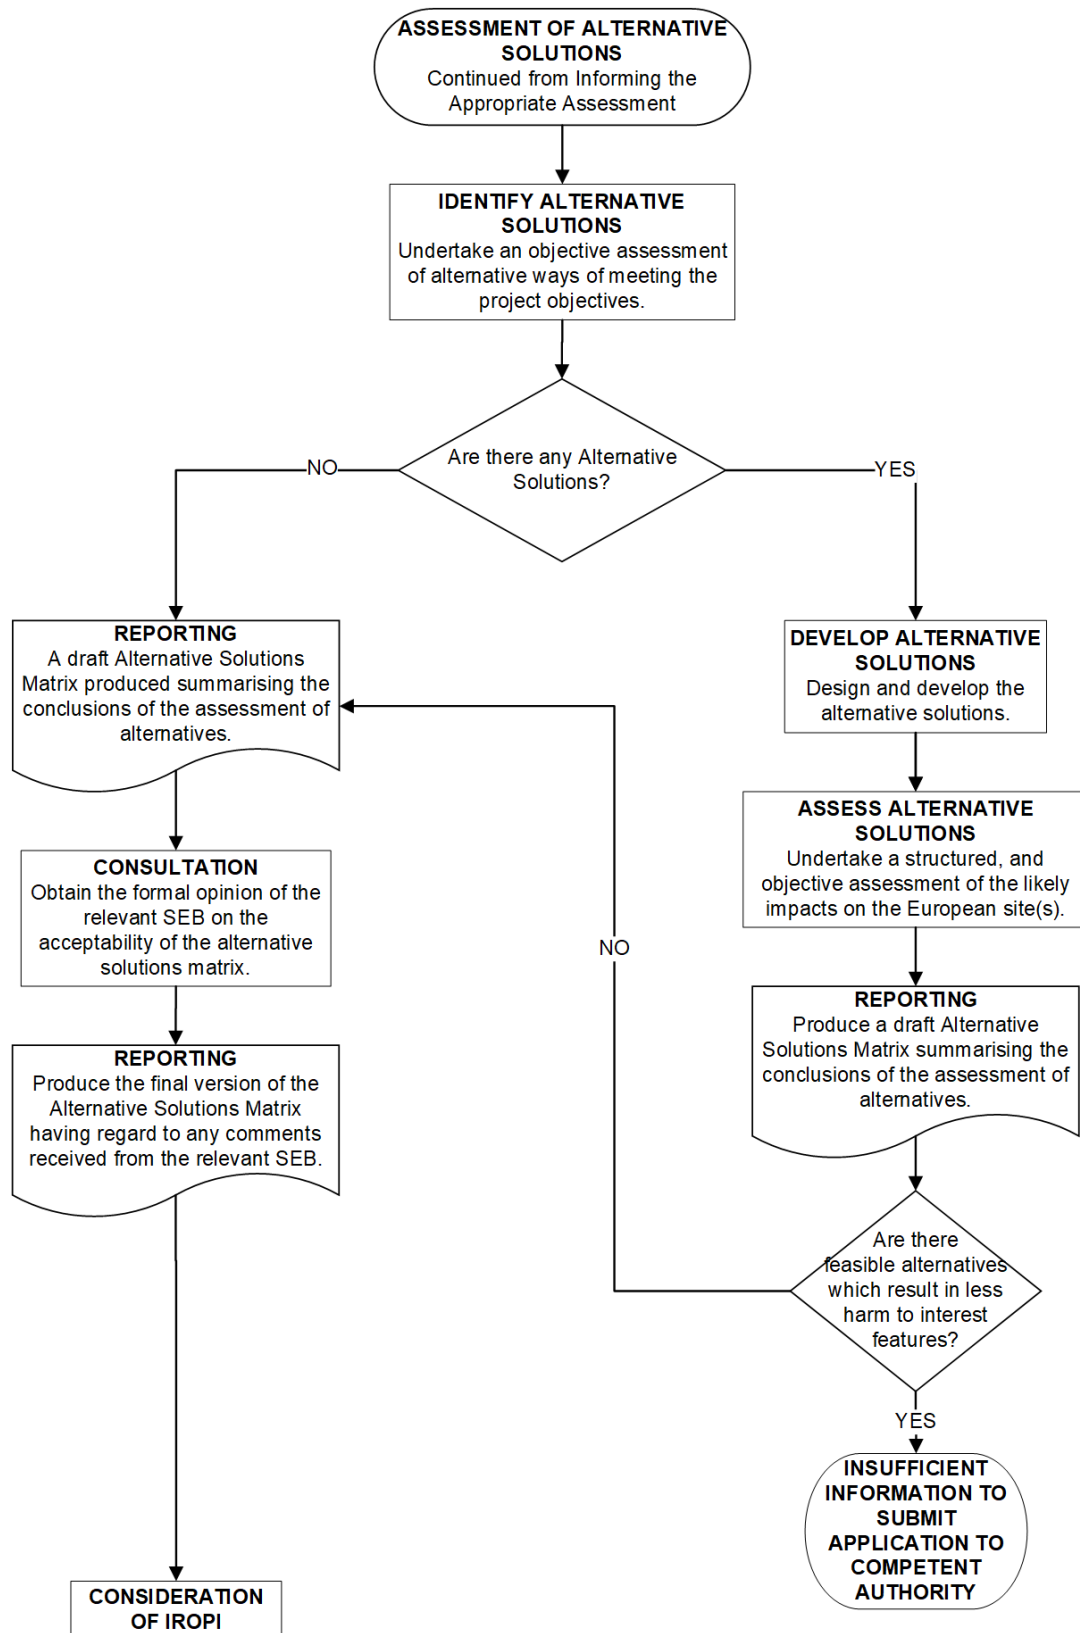 ASSESSMENT OF ALTERNATIVE
SOLUTIONS
Continued from Informing the
Appropriate Assessment
IDENTIFY ALTERNATIVE
SOLUTIONS
Undertake an objective assessment
of alternative ways of meeting the
project objectives.
Are there any Alternative
Solutions?
NO
YES
REPORTING
A draft Alternative Solutions
Matrix produced summarising the
conclusions of the assessment of
alternatives.
CONSULTATION
Obtain the formal opinion of the
relevant SEB on the
acceptability of the alternative
solutions matrix.
REPORTING
Produce the final version of the
Alternative Solutions Matrix
having regard to any comments
received from the relevant SEB.
CONSIDERATION
OF IROPI
DEVELOP ALTERNATIVE
SOLUTIONS
Design and develop the
alternative solutions.
ASSESS ALTERNATIVE
SOLUTIONS
Undertake a structured, and
objective assessment of the likely
impacts on the European site(s).
REPORTING
Produce a draft Alternative
Solutions Matrix summarising the
conclusions of the assessment of
alternatives.
Are there
feasible alternatives
which result in less
harm to interest
features?
NO
YES
INSUFFICIENT
INFORMATION TO
SUBMIT
APPLICATION TO
COMPETENT
AUTHORITY